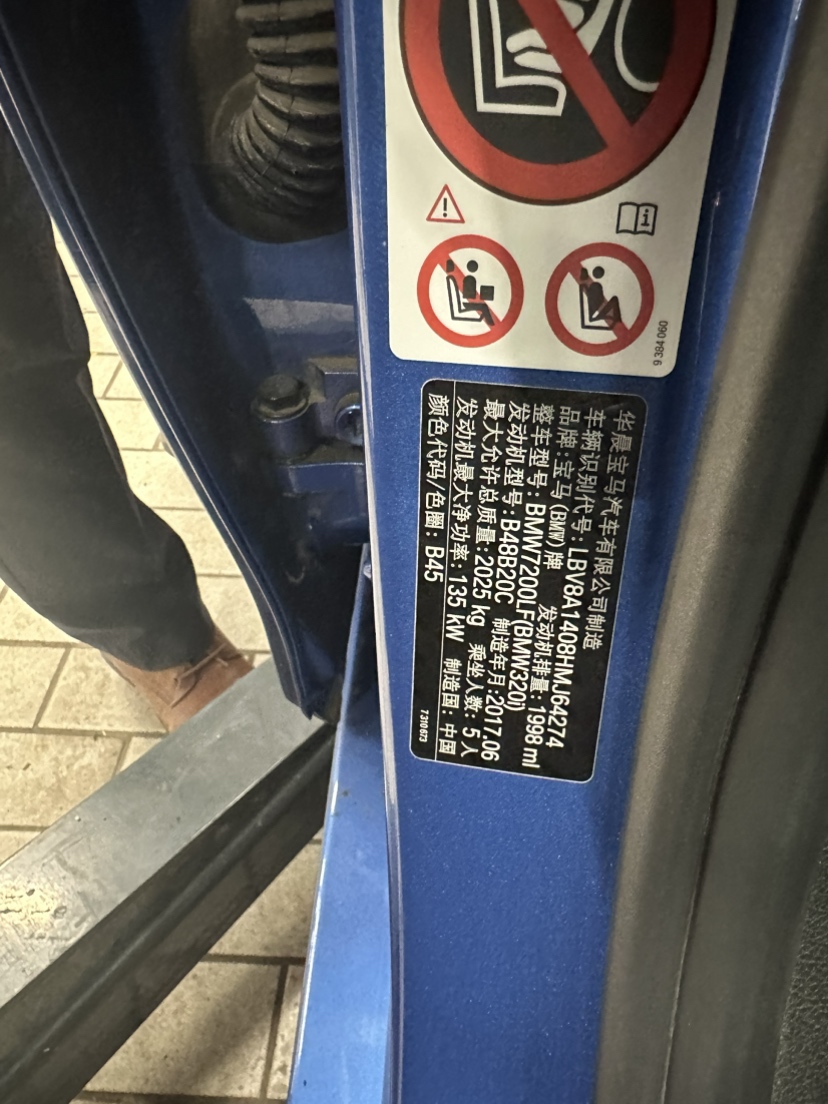 9 384 060
华晨宝马汽车有限公司制造
车辆识别代号: LBV8A1408HMJ64274
品牌: 宝马 (BMW) 牌 发动机排量: 1998 ml
整车型号: BMW7200LF(BMW320i)
发动机型号: B48B20C 制造年月: 2017.06
最大允许总质量: 2025 kg 乘坐人数: 5 人
发动机最大净功率: 135 kW 制造国: 中国
颜色代码/色圈: B45
7 310 673